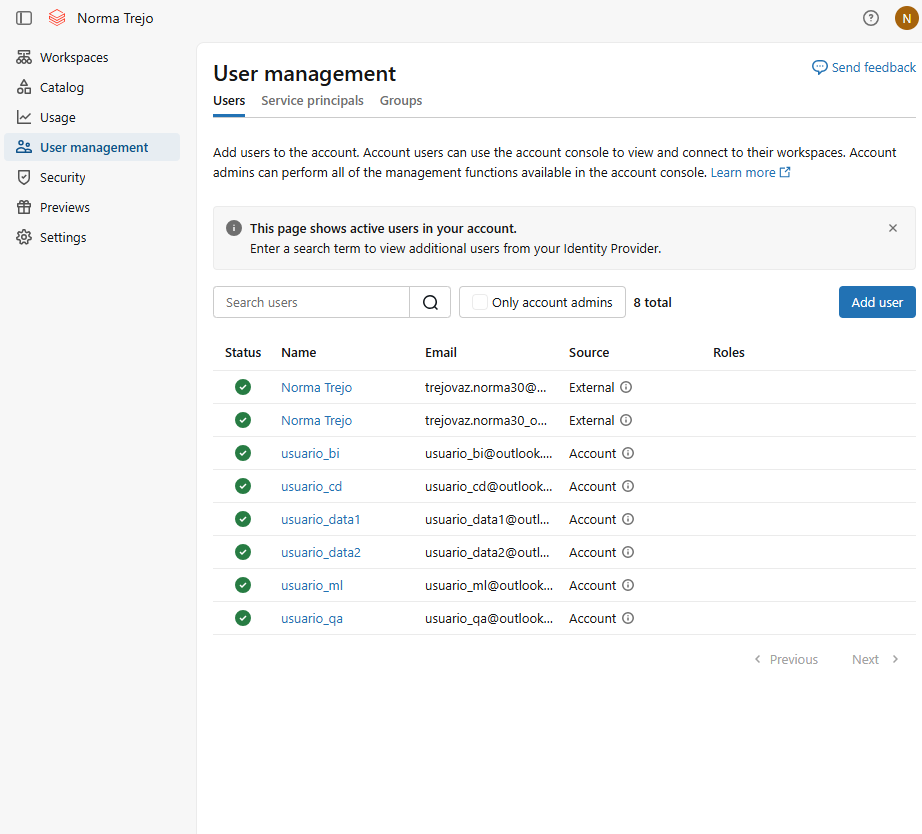 Norma Trejo
N
Workspaces
Catalog
Usage
User management
Security
Previews
Settings
User management
Send feedback
Users Service principals Groups
Add users to the account. Account users can use the account console to view and connect to their workspaces. Account
admins can perform all of the management functions available in the account console. Learn more
This page shows active users in your account.
Enter a search term to view additional users from your Identity Provider.
Search users Only account admins 8 total Add user
Status Name Email Source Roles
Norma Trejo trejovaz.norma30@... External
Norma Trejo trejovaz.norma30_o... External
usuario_bi usuario_bi@outlook.... Account
usuario_cd usuario_cd@outlook... Account
usuario_data1 usuario_data1@outl... Account
usuario_data2 usuario_data2@outl... Account
usuario_ml usuario_ml@outlook... Account
usuario_qa usuario_qa@outlook... Account
Previous Next